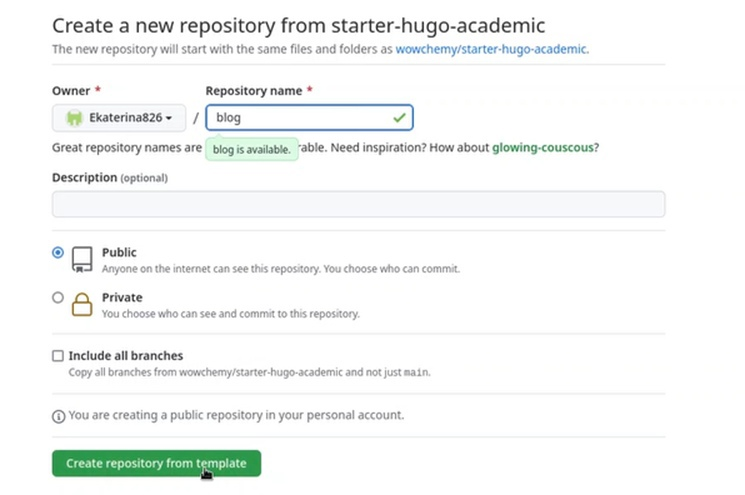 Create a new repository from starter-hugo-academic
The new repository will start with the same files and folders as wowchemy/starter-hugo-academic.
Owner * Repository name *
Ekaterina826 / blog
Great repository names are rable. Need inspiration? How about glowing-couscous?
blog is available.
Description (optional)
Public
Anyone on the internet can see this repository. You choose who can commit.
Private
You choose who can see and commit to this repository.
Include all branches
Copy all branches from wowchemy/starter-hugo-academic and not just main.
You are creating a public repository in your personal account.
Create repository from template